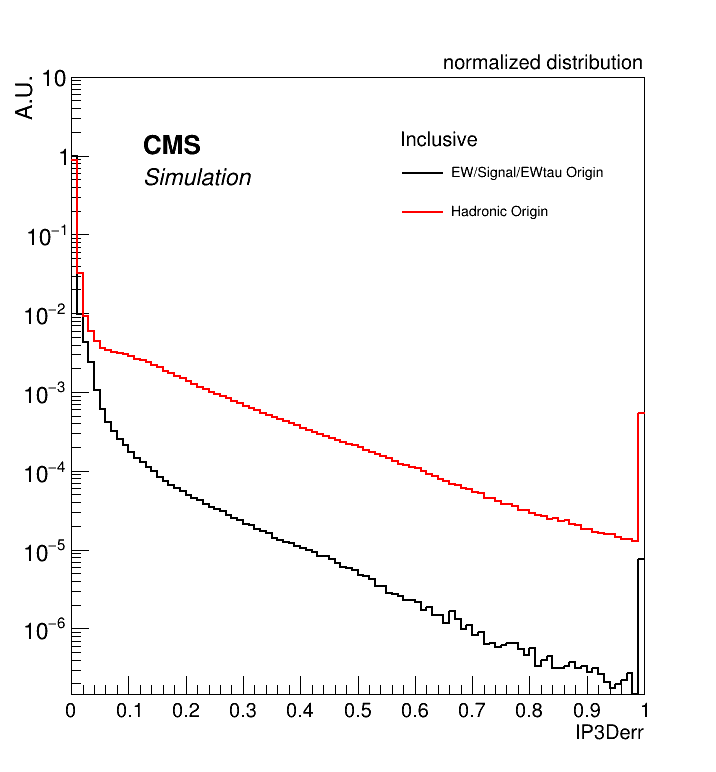 normalized distribution
A.U.
10
CMS
Inclusive
1
EW/Signal/EWtau Origin
Simulation
Hadronic Origin
10⁻¹
10⁻²
10⁻³
10⁻⁴
10⁻⁵
10⁻⁶
0 0.1 0.2 0.3 0.4 0.5 0.6 0.7 0.8 0.9 1
IP3Derr